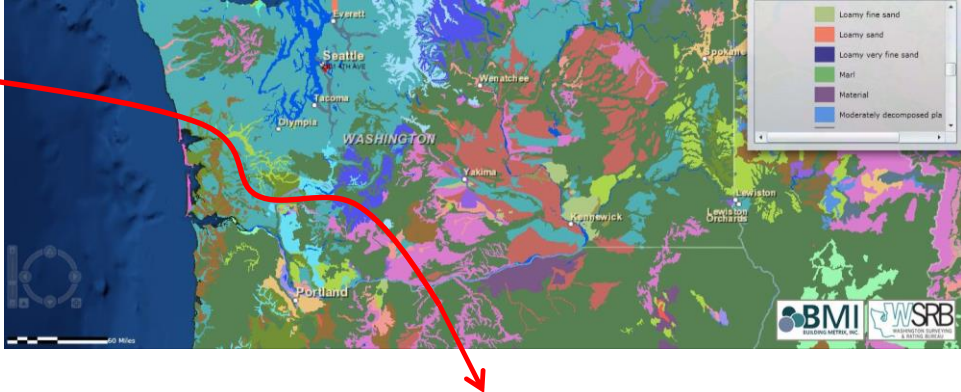 Everett
Seattle
Tacoma
Olympia
WASHINGTON
Wenatchee
Yakima
Kennewick
Spokane
Lewiston
Lewiston
Orchards
Portland
60 Miles
Loamy fine sand
Loamy sand
Loamy very fine sand
Marl
Material
Moderately decomposed pla
BMI
BUILDING METRIX, INC.
WSRB
WASHINGTON SURVEYING
& RATING BUREAU